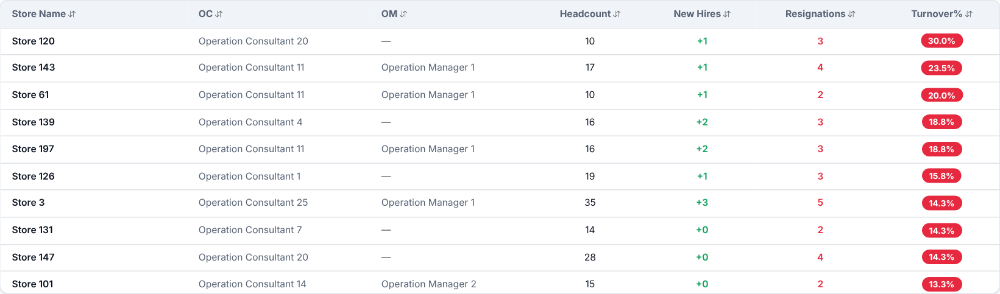 Store Name OC OM Headcount New Hires Resignations Turnover%
Store 120 Operation Consultant 20 — 10 +1 3 30.0%
Store 143 Operation Consultant 11 Operation Manager 1 17 +1 4 23.5%
Store 61 Operation Consultant 11 Operation Manager 1 10 +1 2 20.0%
Store 139 Operation Consultant 4 — 16 +2 3 18.8%
Store 197 Operation Consultant 11 Operation Manager 1 16 +2 3 18.8%
Store 126 Operation Consultant 1 — 19 +1 3 15.8%
Store 3 Operation Consultant 25 Operation Manager 1 35 +3 5 14.3%
Store 131 Operation Consultant 7 — 14 +0 2 14.3%
Store 147 Operation Consultant 20 — 28 +0 4 14.3%
Store 101 Operation Consultant 14 Operation Manager 2 15 +0 2 13.3%